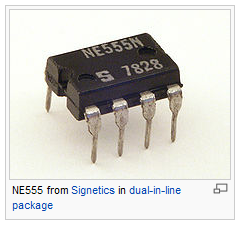 NE555N
S 7828
NE555 from Signetics in dual-in-line
package